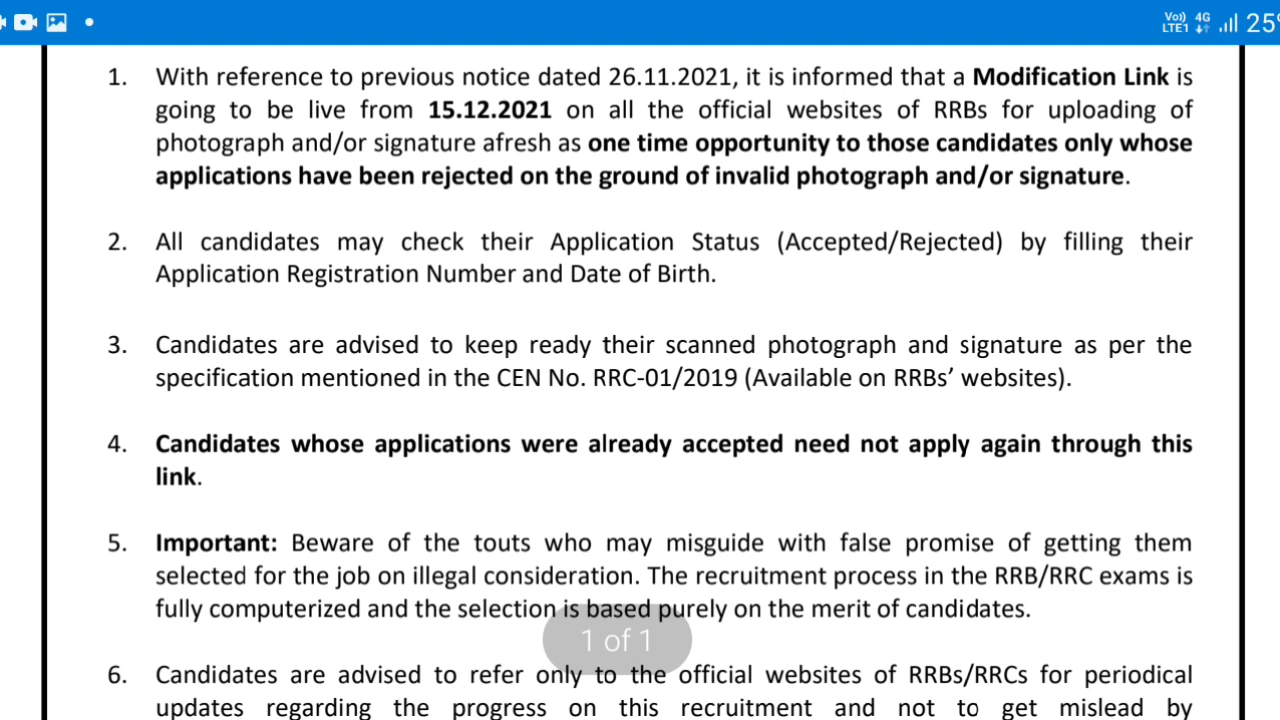 Vo)) 4G
LTE1 25
1. With reference to previous notice dated 26.11.2021, it is informed that a Modification Link is
going to be live from 15.12.2021 on all the official websites of RRBs for uploading of
photograph and/or signature afresh as one time opportunity to those candidates only whose
applications have been rejected on the ground of invalid photograph and/or signature.
2. All candidates may check their Application Status (Accepted/Rejected) by filling their
Application Registration Number and Date of Birth.
3. Candidates are advised to keep ready their scanned photograph and signature as per the
specification mentioned in the CEN No. RRC-01/2019 (Available on RRBs’ websites).
4. Candidates whose applications were already accepted need not apply again through this
link.
5. Important: Beware of the touts who may misguide with false promise of getting them
selected for the job on illegal consideration. The recruitment process in the RRB/RRC exams is
fully computerized and the selection is based purely on the merit of candidates.
1 of 1
6. Candidates are advised to refer only to the official websites of RRBs/RRCs for periodical
updates regarding the progress on this recruitment and not to get mislead by